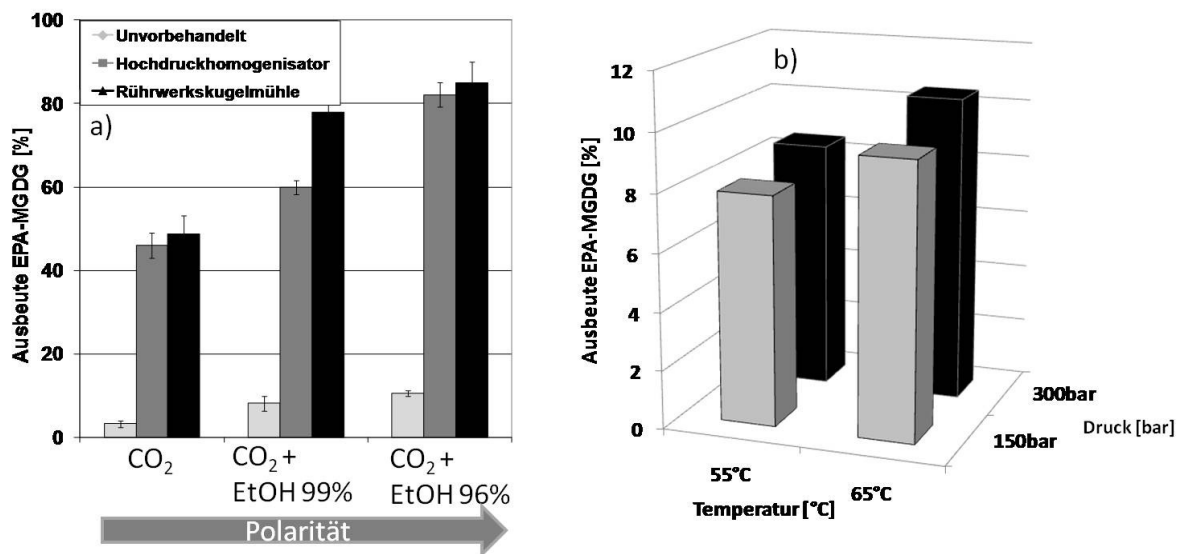 100
80
60
40
20
0
Ausbeute EPA-MGDG [%]
Unvorbehandelt
Hochdruckhomogenisator
Rührwerkskugelmühle
a)
CO₂
CO₂ +
EtOH 99%
CO₂ +
EtOH 96%
Polarität
b)
12
10
8
6
4
2
0
Ausbeute EPA-MGDG [%]
55°C
65°C
Temperatur [°C]
300bar
150bar
Druck [bar]